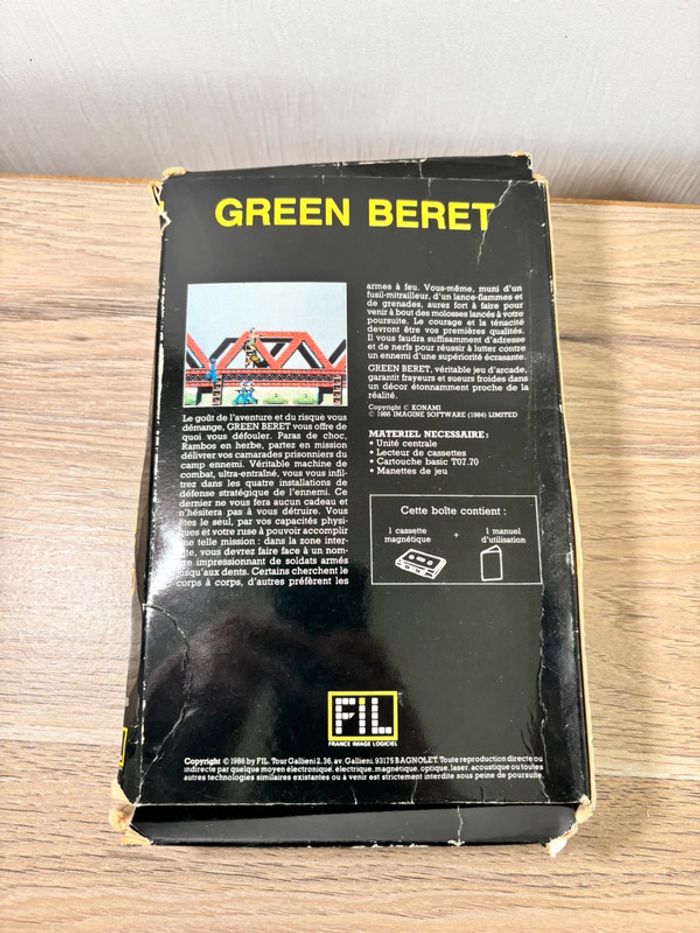 GREEN BERET
Le goût de l'aventure et du risque vous
démange, GREEN BERET vous offre de
quoi vous défouler. Paras de choc,
Rambos en herbe, partez en mission
délivrer vos camarades prisonniers du
camp ennemi. Véritable machine de
combat, ultra-entraîné, vous vous infil-
trez dans les quatre installations de
défense stratégique de l'ennemi. Ce
dernier ne vous fera aucun cadeau et
n'hésitera pas à vous détruire. Vous
êtes le seul, par vos capacités physi-
ques et votre ruse à pouvoir accomplir
une telle mission : dans la zone inter-
dite, vous devrez faire face à un nom-
bre impressionnant de soldats armés
jusqu'aux dents. Certains cherchent le
corps à corps, d'autres préfèrent les
armes à feu. Vous-même, muni d'un
fusil-mitrailleur, d'un lance-flammes et
de grenades, aurez fort à faire pour
venir à bout des molosses lancés à votre
poursuite. Le courage et la ténacité
devront être vos premières qualités.
Il vous faudra suffisamment d'adresse
et de nerfs pour réussir à lutter contre
un ennemi d'une supériorité écrasante.
GREEN BERET, véritable jeu d'arcade,
garantit frayeurs et sueurs froides dans
un décor étonnamment proche de la
réalité.
Copyright © KONAMI
© 1986 IMAGINE SOFTWARE (1984) LIMITED
MATERIEL NECESSAIRE :
• Unité centrale
• Lecteur de cassettes
• Cartouche basic T07.70
• Manettes de jeu
Cette boîte contient :
1 cassette
magnétique
+
1 manuel
d'utilisation
FIL
FRANCE IMAGE LOGICIEL
Copyright © 1986 by FIL. Tour Gallieni 2, 36, av. Gallieni. 93175 BAGNOLET. Toute reproduction directe ou
indirecte par quelque moyen électronique, électrique, magnétique, optique, laser, acoustique ou toutes
autres technologies similaires existantes ou à venir est strictement interdite sous peine de poursuite.